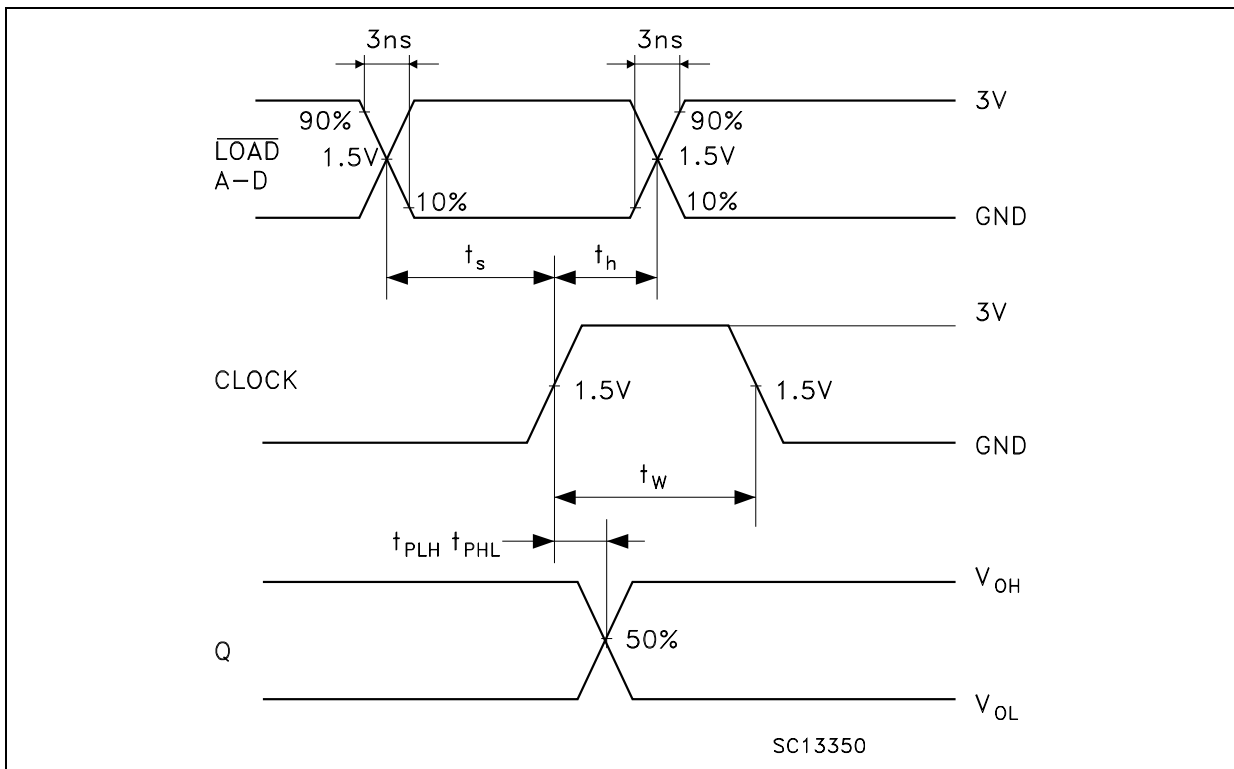 3ns 3ns
3V
90% 90%
LOAD 1.5V 1.5V
A-D
10% 10%
GND
ts th
3V
CLOCK 1.5V 1.5V
GND
tW
tPLH tPHL
VOH
Q 50%
VOL
SC13350